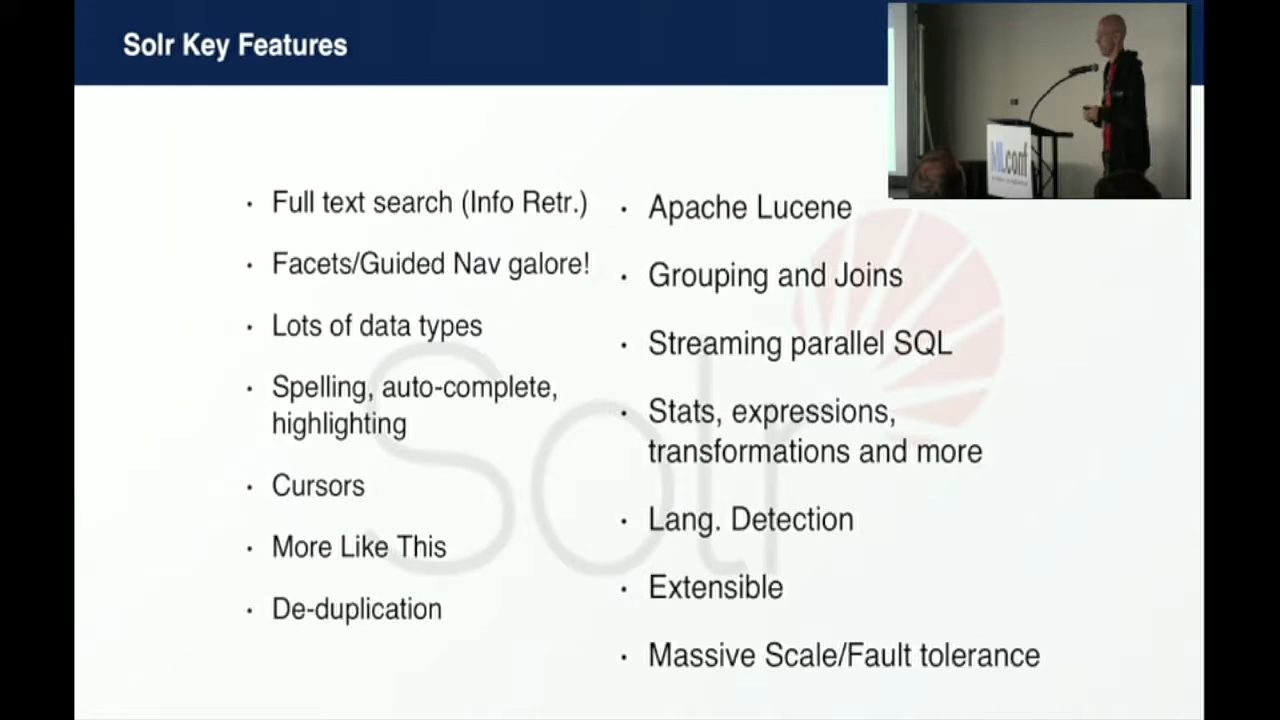 Solr Key Features
MLconf
· Full text search (Info Retr.)
· Facets/Guided Nav galore!
· Lots of data types
· Spelling, auto-complete,
highlighting
· Cursors
· More Like This
· De-duplication
· Apache Lucene
· Grouping and Joins
· Streaming parallel SQL
· Stats, expressions,
transformations and more
· Lang. Detection
· Extensible
· Massive Scale/Fault tolerance
Solr